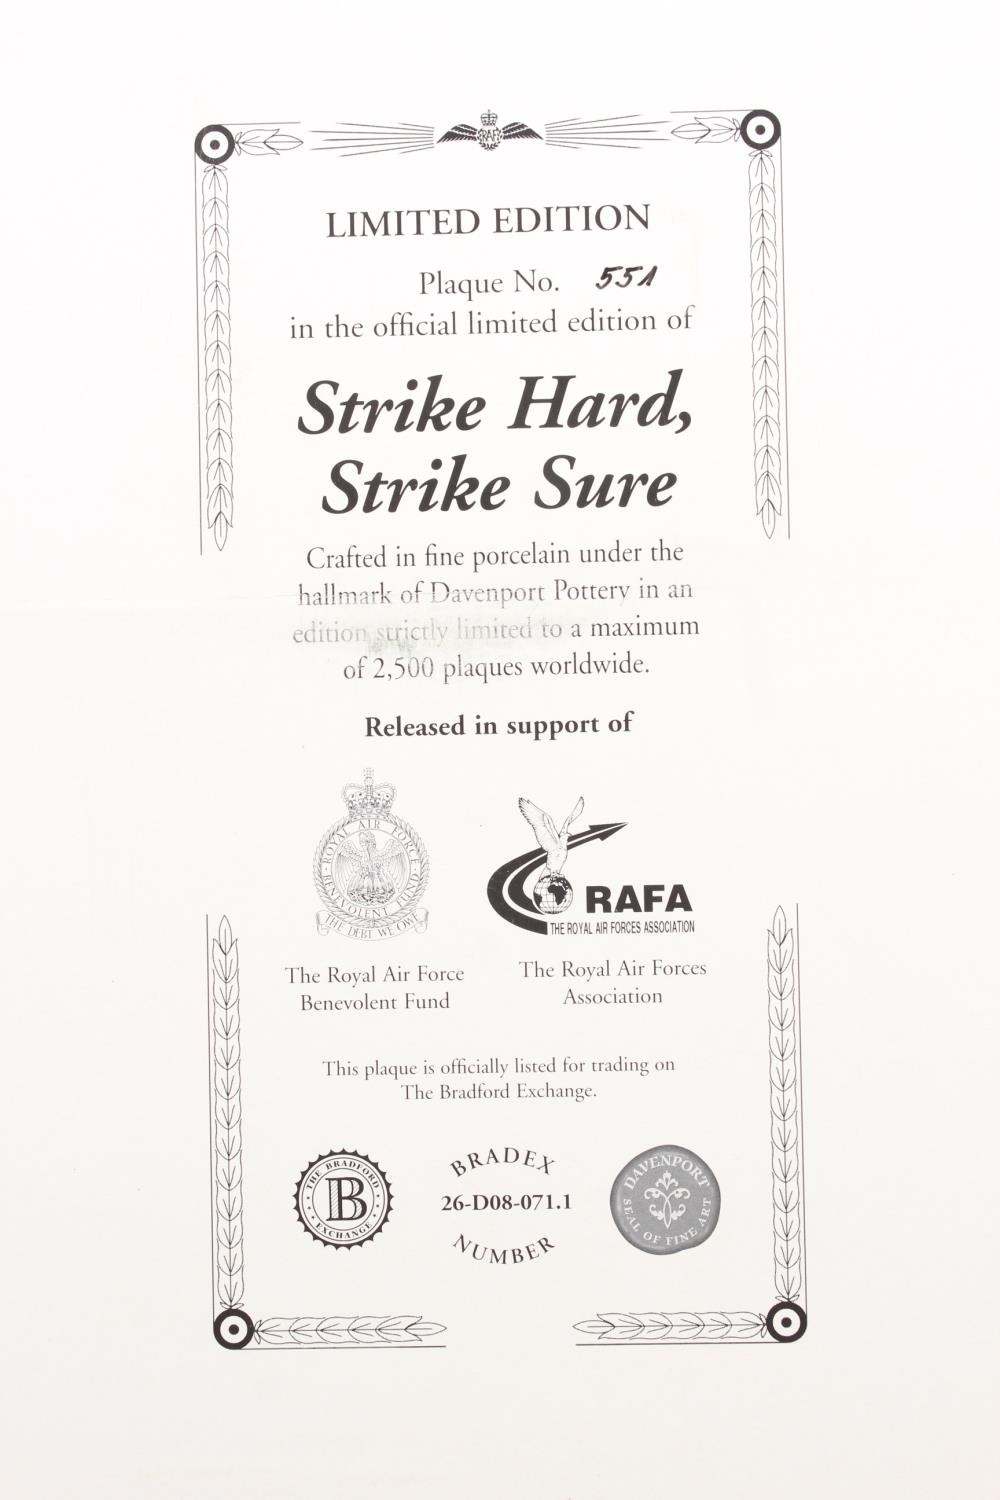 RAF
LIMITED EDITION
Plaque No. 551
in the official limited edition of
Strike Hard,
Strike Sure
Crafted in fine porcelain under the
hallmark of Davenport Pottery in an
edition strictly limited to a maximum
of 2,500 plaques worldwide.
Released in support of
ROYAL AIR FORCE
BENEVOLENT FUND
THE DEBT WE OWE
RAFA
THE ROYAL AIR FORCES ASSOCIATION
The Royal Air Force
Benevolent Fund
The Royal Air Forces
Association
This plaque is officially listed for trading on
The Bradford Exchange.
THE BRADFORD
B
EXCHANGE
BRADEX
26-D08-071.1
NUMBER
DAVENPORT
SEAL OF FINE ART